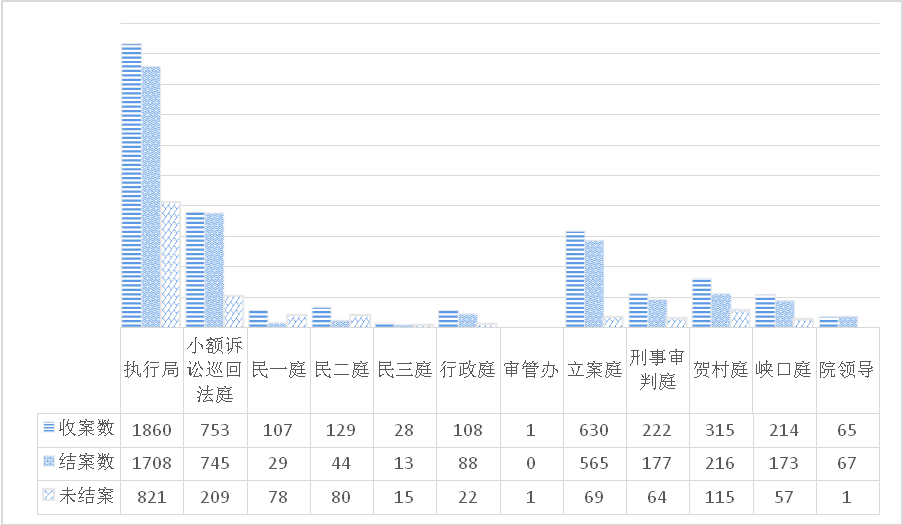 执行局 小额诉讼巡回法庭 民一庭 民二庭 民三庭 行政庭 审管办 立案庭 刑事审判庭 贺村庭 峡口庭 院领导
收案数 1860 753 107 129 28 108 1 630 222 315 214 65
结案数 1708 745 29 44 13 88 0 565 177 216 173 67
未结案 821 209 78 80 15 22 1 69 64 115 57 1